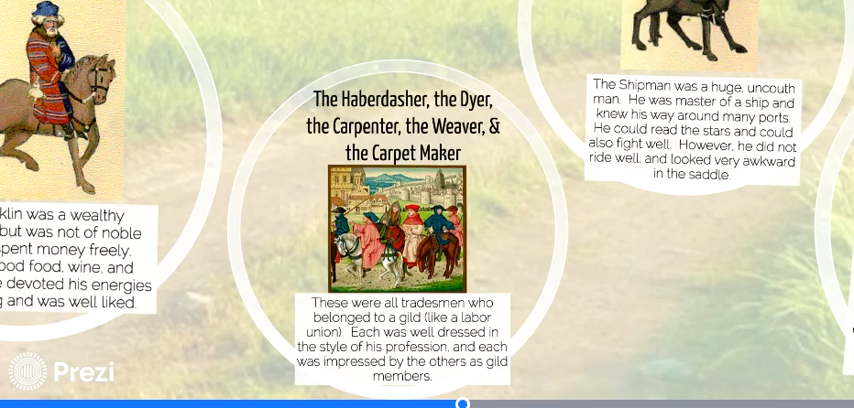 The Haberdasher, the Dyer,
the Carpenter, the Weaver, &
the Carpet Maker
These were all tradesmen who
belonged to a gild (like a labor
union). Each was well dressed in
the style of his profession, and each
was impressed by the others as gild
members.
The Shipman was a huge, uncouth
man. He was master of a ship and
knew his way around many ports.
He could read the stars and could
also fight well. However, he did not
ride well, and looked very awkward
in the saddle.
klin was a wealthy
but was not of noble
spent money freely.
ood food, wine, and
e devoted his energies
g and was well liked.
Prezi